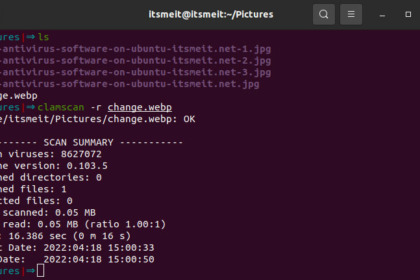 itsmeit@itsmeit:~/Pictures
ures|⇒ ls
-antivirus-software-on-ubuntu-itsmeit.net-1.jpg
-antivirus-software-on-ubuntu-itsmeit.net-2.jpg
-antivirus-software-on-ubuntu-itsmeit.net-3.jpg
-antivirus-software-on-ubuntu-itsmeit.net.jpg
nge.webp
ures|⇒ clamscan -r change.webp
e/itsmeit/Pictures/change.webp: OK
------- SCAN SUMMARY -----------
n viruses: 8627072
ne version: 0.103.5
ned directories: 0
ned files: 1
cted files: 0
scanned: 0.05 MB
read: 0.05 MB (ratio 1.00:1)
: 16.386 sec (0 m 16 s)
t Date: 2022:04:18 15:00:33
Date: 2022:04:18 15:00:50
ures|⇒